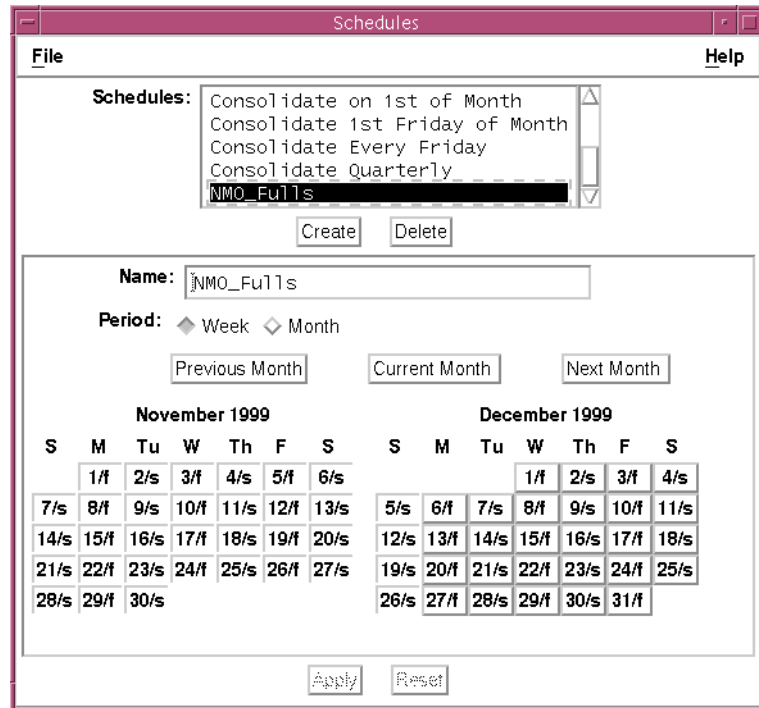 Schedules
File Help
Schedules:
Consolidate on 1st of Month
Consolidate 1st Friday of Month
Consolidate Every Friday
Consolidate Quarterly
NMO_Fulls
Create Delete
Name: NMO_Fulls
Period: Week Month
Previous Month Current Month Next Month
November 1999 December 1999
S M Tu W Th F S S M Tu W Th F S
1/f 2/s 3/f 4/s 5/f 6/s 1/f 2/s 3/f 4/s
7/s 8/f 9/s 10/f 11/s 12/f 13/s 5/s 6/f 7/s 8/f 9/s 10/f 11/s
14/s 15/f 16/s 17/f 18/s 19/f 20/s 12/s 13/f 14/s 15/f 16/s 17/f 18/s
21/s 22/f 23/s 24/f 25/s 26/f 27/s 19/s 20/f 21/s 22/f 23/s 24/f 25/s
28/s 29/f 30/s 26/s 27/f 28/s 29/f 30/s 31/f
Apply Reset